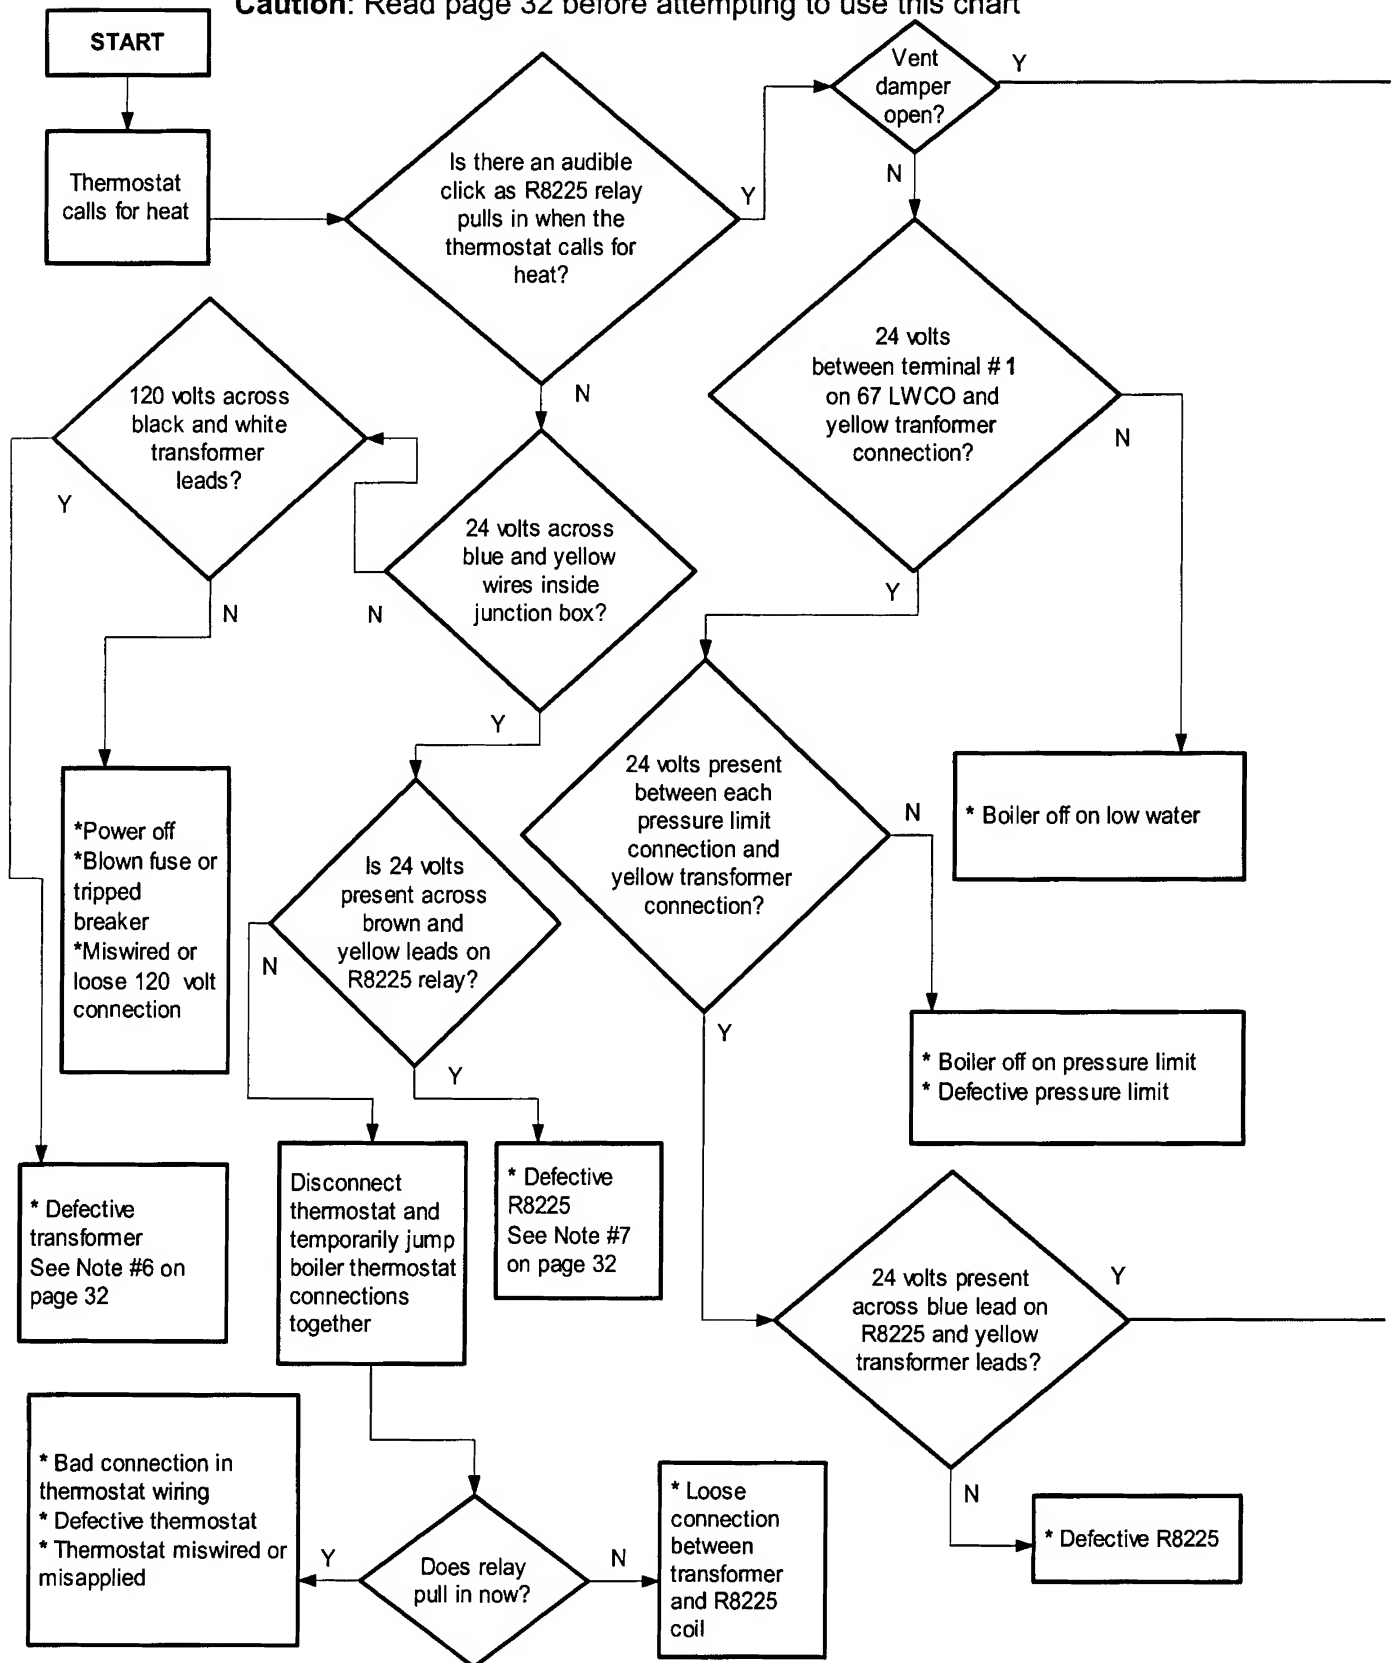 Caution: Read page 32 before attempting to use this chart
START
Thermostat
calls for heat
Is there an audible
click as R8225 relay
pulls in when the
thermostat calls for
heat?
Y
N
Vent
damper
open?
Y
N
24 volts
between terminal # 1
on 67 LWCO and
yellow tranformer
connection?
N
Y
120 volts across
black and white
transformer
leads?
Y
N
24 volts across
blue and yellow
wires inside
junction box?
N
Y
*Power off
*Blown fuse or
tripped
breaker
*Miswired or
loose 120 volt
connection
Is 24 volts
present across
brown and
yellow leads on
R8225 relay?
N
Y
24 volts present
between each
pressure limit
connection and
yellow transformer
connection?
N
Y
* Boiler off on low water
* Boiler off on pressure limit
* Defective pressure limit
* Defective
transformer
See Note #6 on
page 32
Disconnect
thermostat and
temporarily jump
boiler thermostat
connections
together
* Defective
R8225
See Note #7
on page 32
24 volts present
across blue lead on
R8225 and yellow
transformer leads?
Y
N
* Bad connection in
thermostat wiring
* Defective thermostat
* Thermostat miswired or
misapplied
Y
Does relay
pull in now?
N
* Loose
connection
between
transformer
and R8225
coil
* Defective R8225